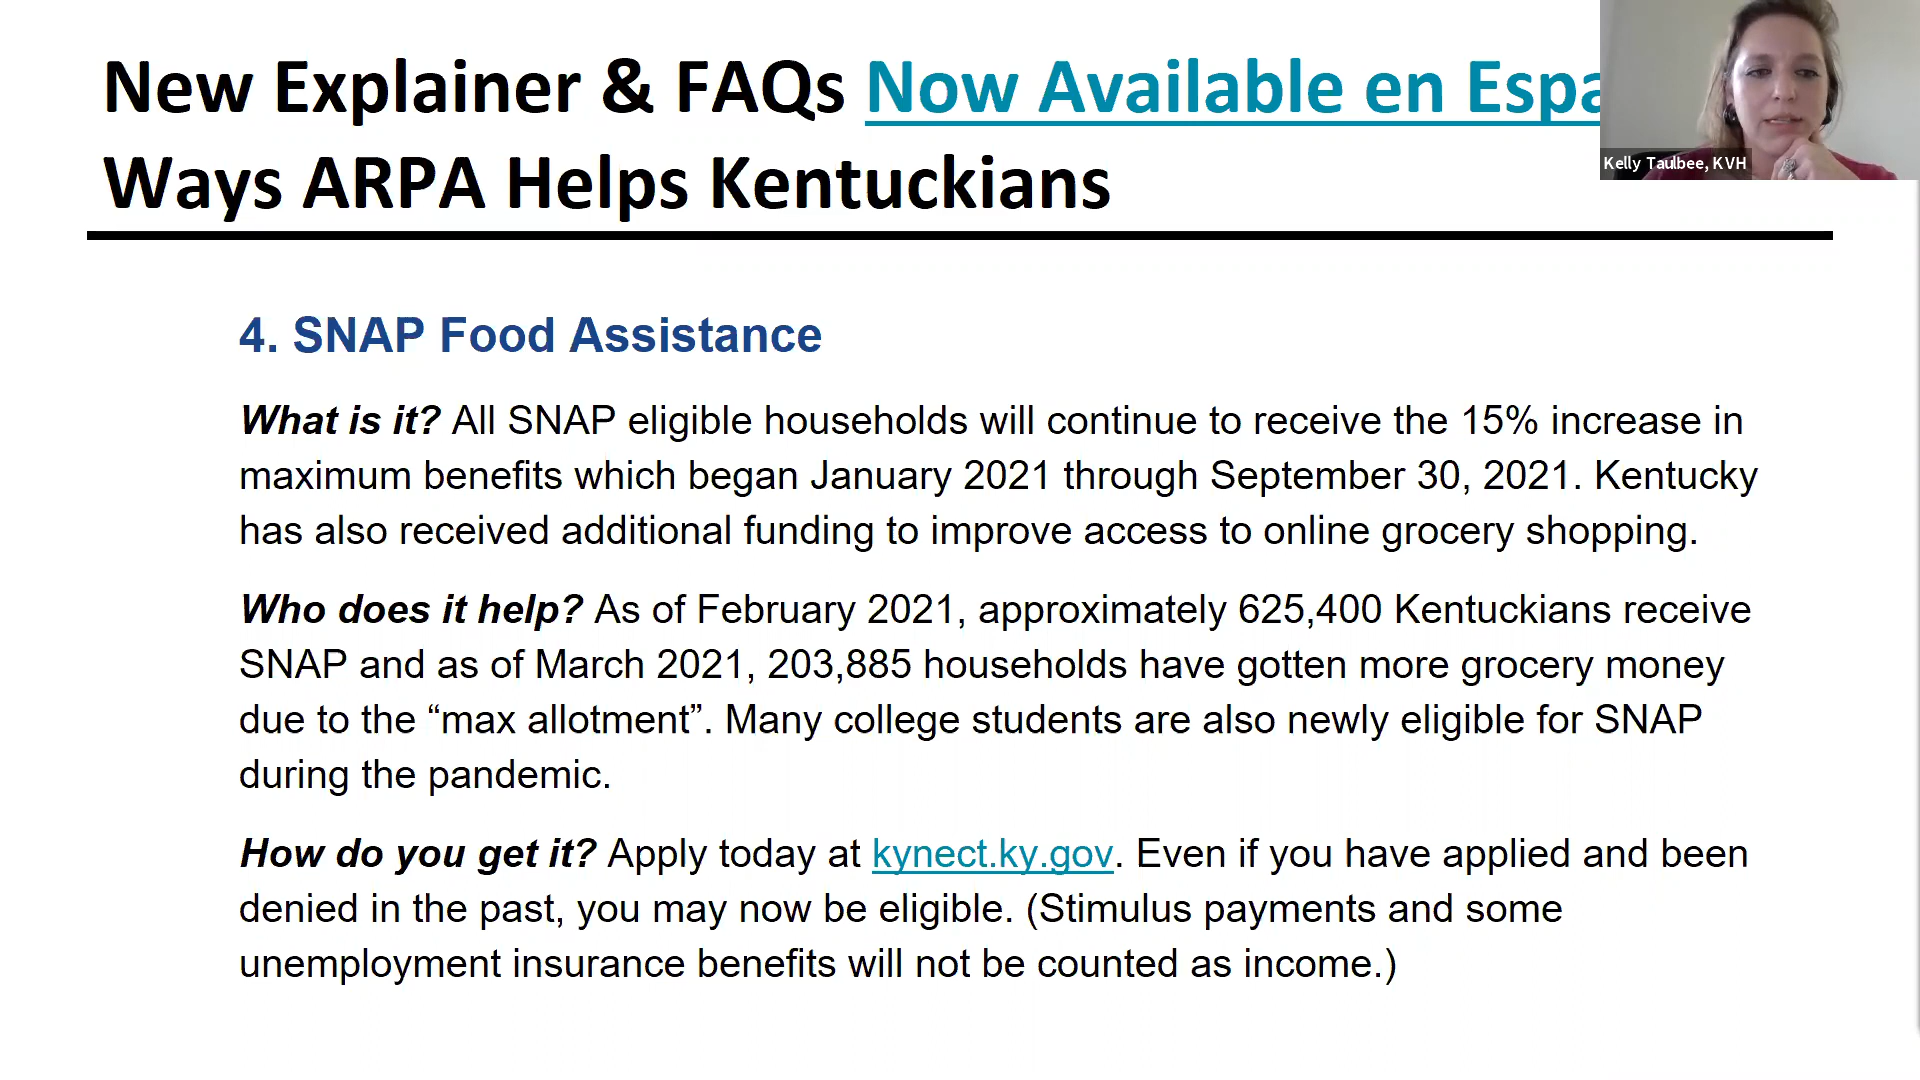 New Explainer & FAQs Now Available en Espa
Kelly Taulbee, KVH
Ways ARPA Helps Kentuckians
4. SNAP Food Assistance
What is it? All SNAP eligible households will continue to receive the 15% increase in
maximum benefits which began January 2021 through September 30, 2021. Kentucky
has also received additional funding to improve access to online grocery shopping.
Who does it help? As of February 2021, approximately 625,400 Kentuckians receive
SNAP and as of March 2021, 203,885 households have gotten more grocery money
due to the “max allotment”. Many college students are also newly eligible for SNAP
during the pandemic.
How do you get it? Apply today at kynect.ky.gov. Even if you have applied and been
denied in the past, you may now be eligible. (Stimulus payments and some
unemployment insurance benefits will not be counted as income.)